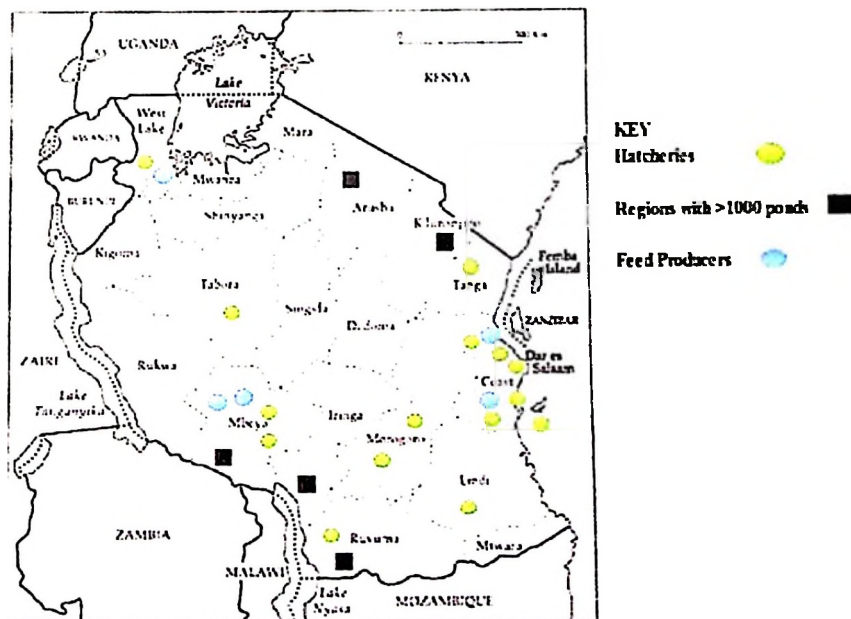 UGANDA
KENYA
Lake
Victoria
West
Lake
Mara
RWANDA
Mwanza
BURUNDI
Shinyanga
Arusha
Kilimanjaro
Kigoma
Tabora
Singida
Dodoma
Tanga
Pemba
Island
ZANZIBAR
Dar es
Salaam
Coast
Rukwa
ZAIRE
Lake
Tanganyika
Mbeya
Iringa
Morogoro
Lindi
Ruvuma
Mtwara
ZAMBIA
MALAWI
Lake
Nyasa
MOZAMBIQUE
KEY
Hatcheries
Regions with >1000 ponds
Feed Producers